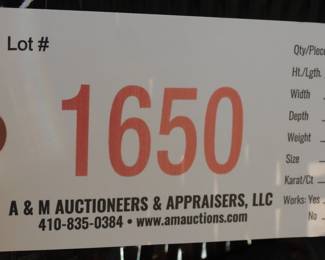 Lot #
1650
A & M AUCTIONEERS & APPRAISERS, LLC
410-835-0384 • www.amauctions.com
Qty/Piec
Ht./Lgth.
Width
Depth
Weight
Size
Karat/Ct
Works: Yes
No